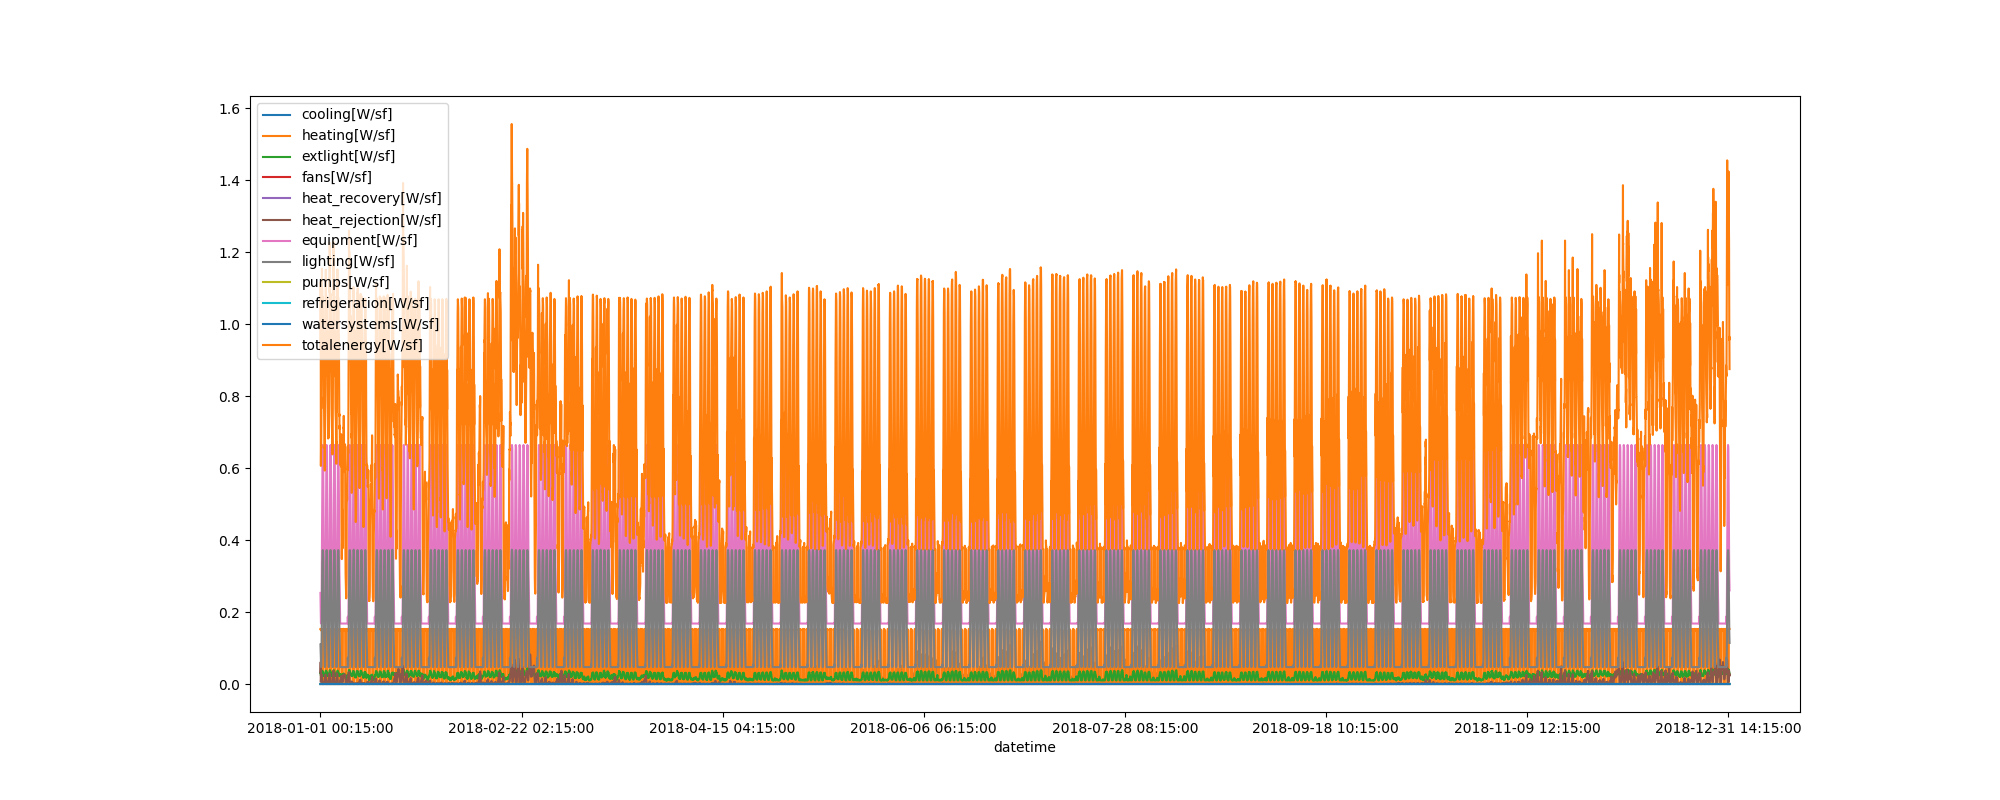 1.6
1.4
1.2
1.0
0.8
0.6
0.4
0.2
0.0
cooling[W/sf]
heating[W/sf]
extlight[W/sf]
fans[W/sf]
heat_recovery[W/sf]
heat_rejection[W/sf]
equipment[W/sf]
lighting[W/sf]
pumps[W/sf]
refrigeration[W/sf]
watersystems[W/sf]
totalenergy[W/sf]
2018-01-01 00:15:00 2018-02-22 02:15:00 2018-04-15 04:15:00 2018-06-06 06:15:00 2018-07-28 08:15:00 2018-09-18 10:15:00 2018-11-09 12:15:00 2018-12-31 14:15:00
datetime